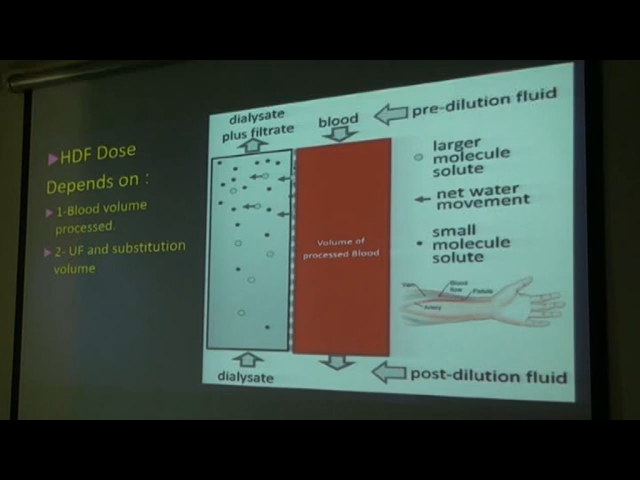 HDF Dose
Depends on :
1-Blood volume
processed.
2- UF and substitution
volume
dialysate
plus filtrate
blood
pre-dilution fluid
larger
molecule
solute
net water
movement
small
molecule
solute
Volume of
processed Blood
Vein
Blood
flow
Fistula
Artery
dialysate
post-dilution fluid